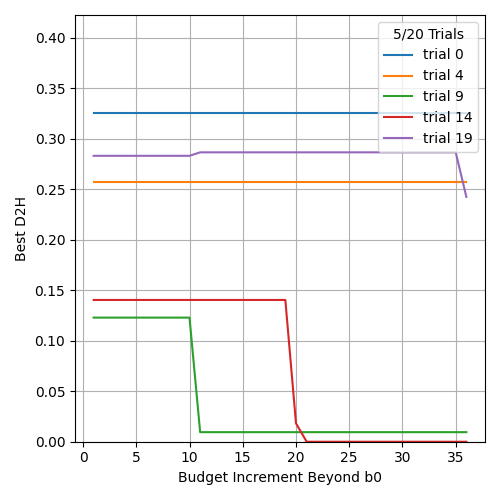 5/20 Trials
trial 0
trial 4
trial 9
trial 14
trial 19
0.40
0.35
0.30
0.25
0.20
0.15
0.10
0.05
0.00
Best D2H
0 5 10 15 20 25 30 35
Budget Increment Beyond b0